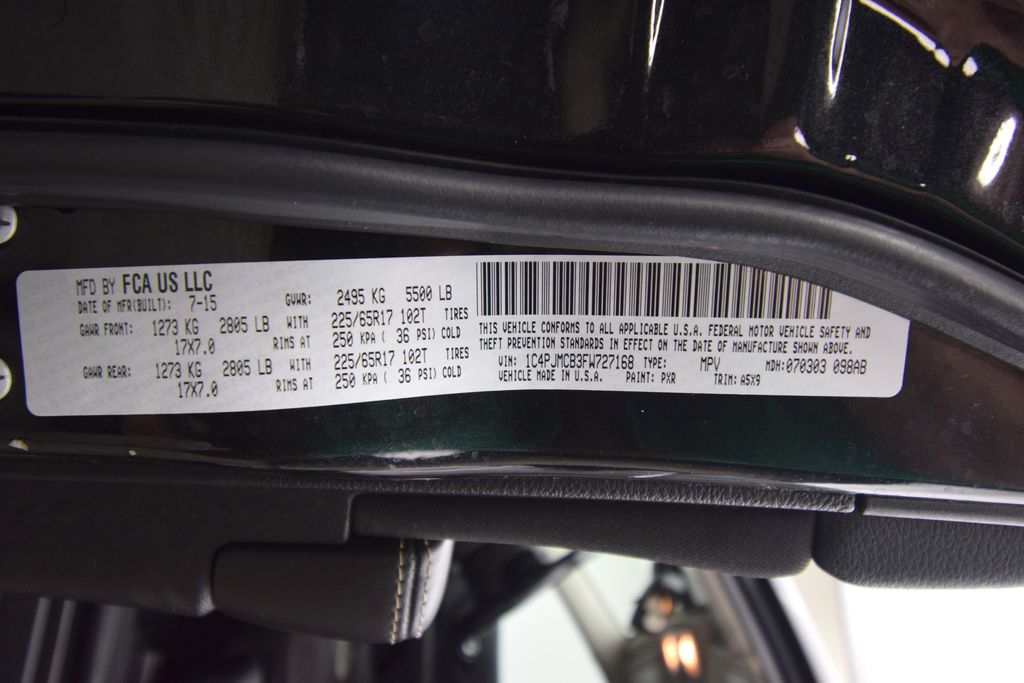 MFD BY FCA US LLC
DATE OF MFR(BUILT): 7-15 GVWR: 2495 KG 5500 LB
GAWR FRONT: 1273 KG 2805 LB WITH 225/65R17 102T TIRES
17X7.0 RIMS AT 250 KPA ( 36 PSI) COLD
GAWR REAR: 1273 KG 2805 LB WITH 225/65R17 102T TIRES
17X7.0 RIMS AT 250 KPA ( 36 PSI) COLD
THIS VEHICLE CONFORMS TO ALL APPLICABLE U.S.A. FEDERAL MOTOR VEHICLE SAFETY AND
THEFT PREVENTION STANDARDS IN EFFECT ON THE DATE OF MANUFACTURE SHOWN ABOVE.
VIN: 1C4PJMCB3FW727168 TYPE: MPV MDH: 070303 098AB
VEHICLE MADE IN U.S.A. PAINT: PXR TRIM: A5X9